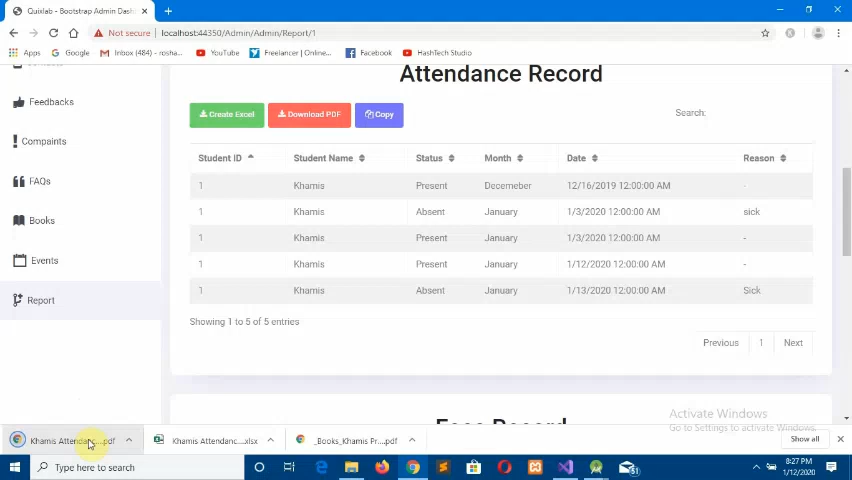 Quixlab - Bootstrap Admin Dash
Not secure | localhost:44350/Admin/Admin/Report/1
Apps Google Inbox (484) - rosha... YouTube Freelancer | Online... Facebook HashTech Studio
Feedbacks
Compaints
FAQs
Books
Events
Report
Attendance Record
Create Excel Download PDF Copy Search:
Student ID Student Name Status Month Date Reason
1 Khamis Present Decemeber 12/16/2019 12:00:00 AM -
1 Khamis Absent January 1/3/2020 12:00:00 AM sick
1 Khamis Present January 1/3/2020 12:00:00 AM -
1 Khamis Present January 1/12/2020 12:00:00 AM -
1 Khamis Absent January 1/13/2020 12:00:00 AM Sick
Showing 1 to 5 of 5 entries
Previous 1 Next
Activate Windows
Go to Settings to activate Windows.
Khamis Attendanc....pdf Khamis Attendanc....xlsx _Books_Khamis Pr....pdf Show all
Type here to search
51
8:27 PM
1/12/2020